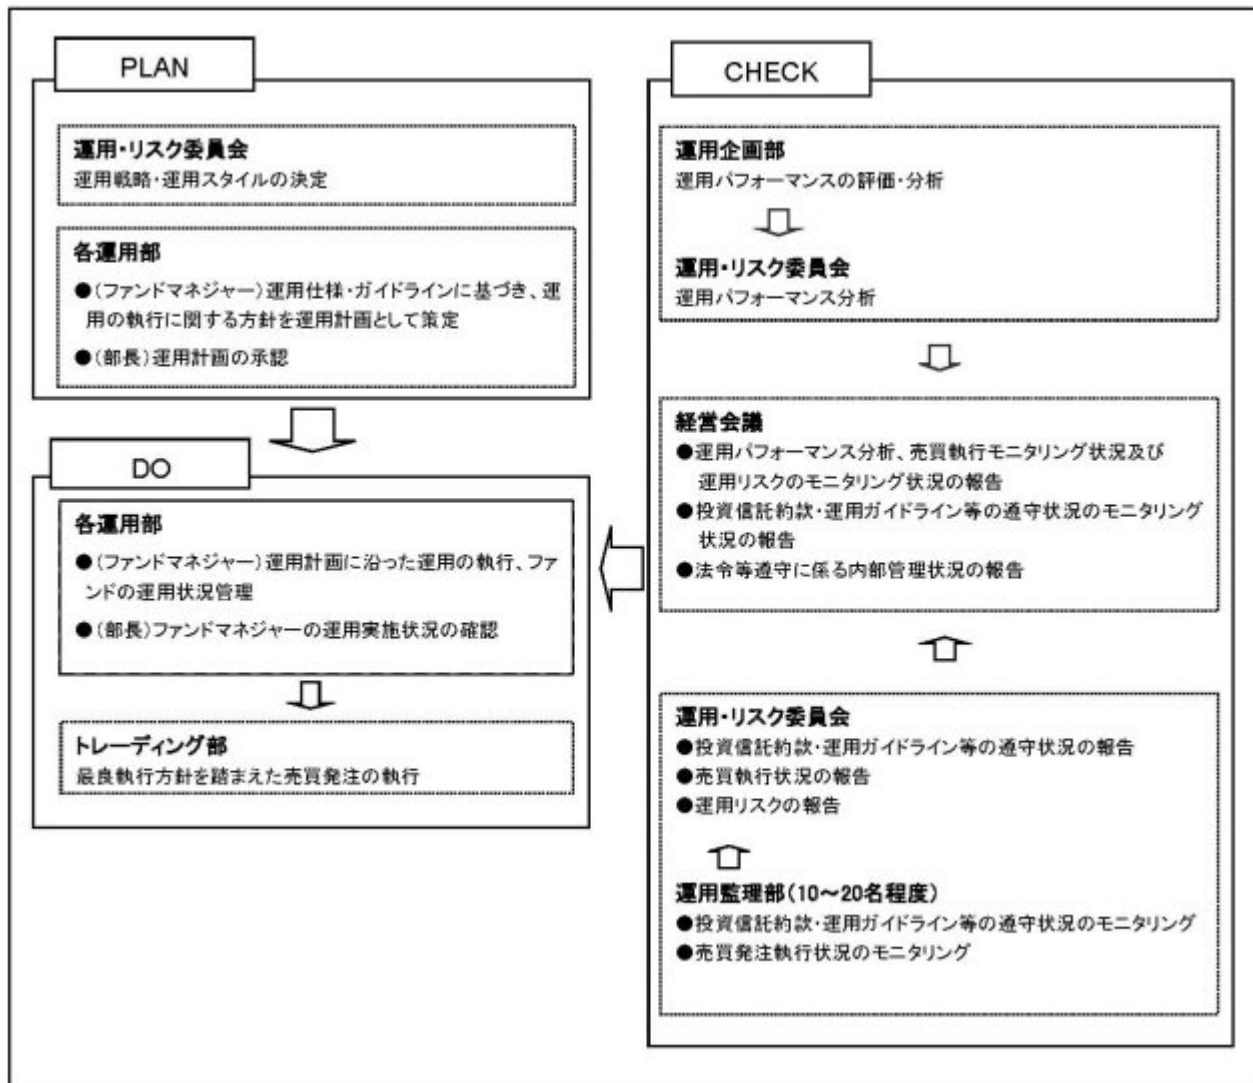 PLAN
運用・リスク委員会
運用戦略・運用スタイルの決定
各運用部
●(ファンドマネジャー)運用仕様・ガイドラインに基づき、運
用の執行に関する方針を運用計画として策定
●(部長)運用計画の承認
DO
各運用部
●(ファンドマネジャー)運用計画に沿った運用の執行、ファ
ンドの運用状況管理
●(部長)ファンドマネジャーの運用実施状況の確認
トレーディング部
最良執行方針を踏まえた売買発注の執行
CHECK
運用企画部
運用パフォーマンスの評価・分析
運用・リスク委員会
運用パフォーマンス分析
経営会議
●運用パフォーマンス分析、売買執行モニタリング状況及び
運用リスクのモニタリング状況の報告
●投資信託約款・運用ガイドライン等の遵守状況のモニタリング
状況の報告
●法令等遵守に係る内部管理状況の報告
運用・リスク委員会
●投資信託約款・運用ガイドライン等の遵守状況の報告
●売買執行状況の報告
●運用リスクの報告
運用監理部(10～20名程度)
●投資信託約款・運用ガイドライン等の遵守状況のモニタリング
●売買発注執行状況のモニタリング